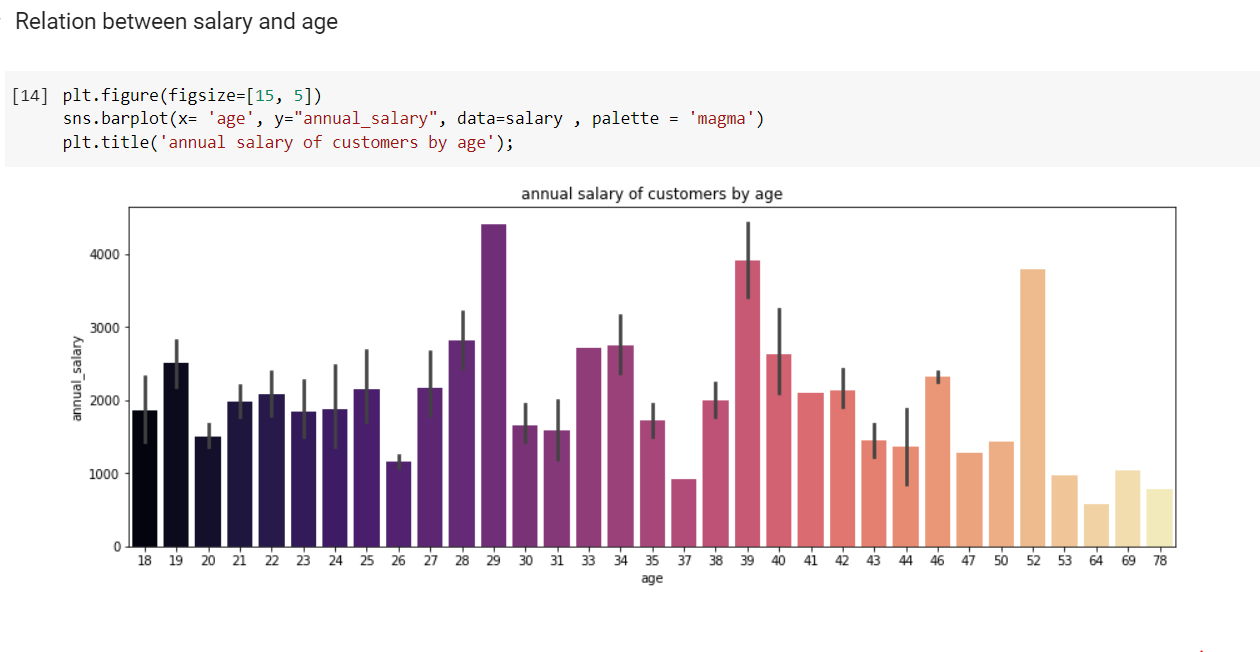 Relation between salary and age
[14] plt.figure(figsize=[15, 5])
sns.barplot(x= 'age', y="annual_salary", data=salary , palette = 'magma')
plt.title('annual salary of customers by age');
annual salary of customers by age
4000
3000
2000
1000
0
annual_salary
18 19 20 21 22 23 24 25 26 27 28 29 30 31 33 34 35 37 38 39 40 41 42 43 44 46 47 50 52 53 64 69 78
age